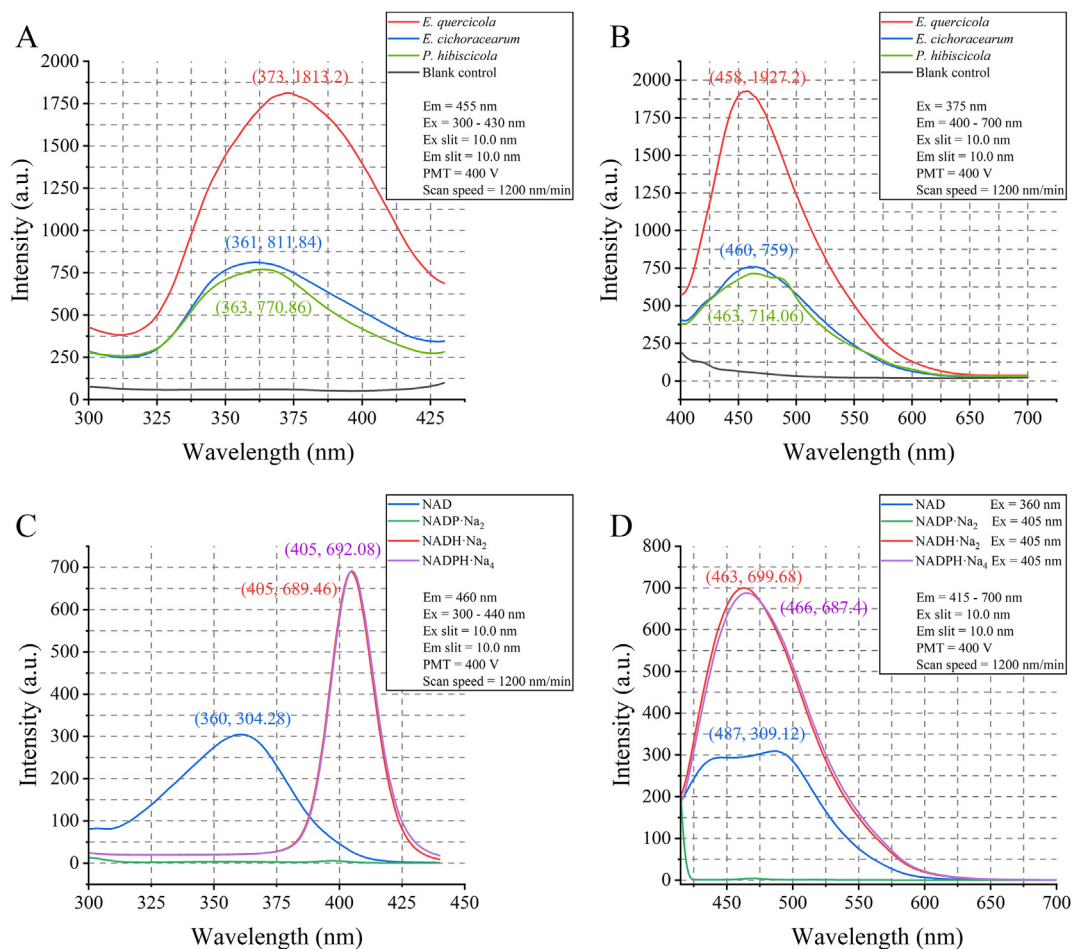 A
E. quercicola
E. cichoracearum
P. hibiscicola
Blank control
Em = 455 nm
Ex = 300 - 430 nm
Ex slit = 10.0 nm
Em slit = 10.0 nm
PMT = 400 V
Scan speed = 1200 nm/min
(373, 1813.2)
(361, 811.84)
(363, 770.86)
Intensity (a.u.)
2000
1750
1500
1250
1000
750
500
250
0
300 325 350 375 400 425
Wavelength (nm)
B
E. quercicola
E. cichoracearum
P. hibiscicola
Blank control
Ex = 375 nm
Em = 400 - 700 nm
Ex slit = 10.0 nm
Em slit = 10.0 nm
PMT = 400 V
Scan speed = 1200 nm/min
(458, 1927.2)
(460, 759)
(463, 714.06)
Intensity (a.u.)
2000
1750
1500
1250
1000
750
500
250
0
400 450 500 550 600 650 700
Wavelength (nm)
C
NAD
NADP·Na₂
NADH·Na₂
NADPH·Na₄
Em = 460 nm
Ex = 300 - 440 nm
Ex slit = 10.0 nm
Em slit = 10.0 nm
PMT = 400 V
Scan speed = 1200 nm/min
(405, 692.08)
(405, 689.46)
(360, 304.28)
Intensity (a.u.)
700
600
500
400
300
200
100
0
300 325 350 375 400 425 450
Wavelength (nm)
D
NAD Ex = 360 nm
NADP·Na₂ Ex = 405 nm
NADH·Na₂ Ex = 405 nm
NADPH·Na₄ Ex = 405 nm
Em = 415 - 700 nm
Ex slit = 10.0 nm
Em slit = 10.0 nm
PMT = 400 V
Scan speed = 1200 nm/min
(463, 699.68)
(466, 687.4)
(487, 309.12)
Intensity (a.u.)
800
700
600
500
400
300
200
100
0
450 500 550 600 650 700
Wavelength (nm)